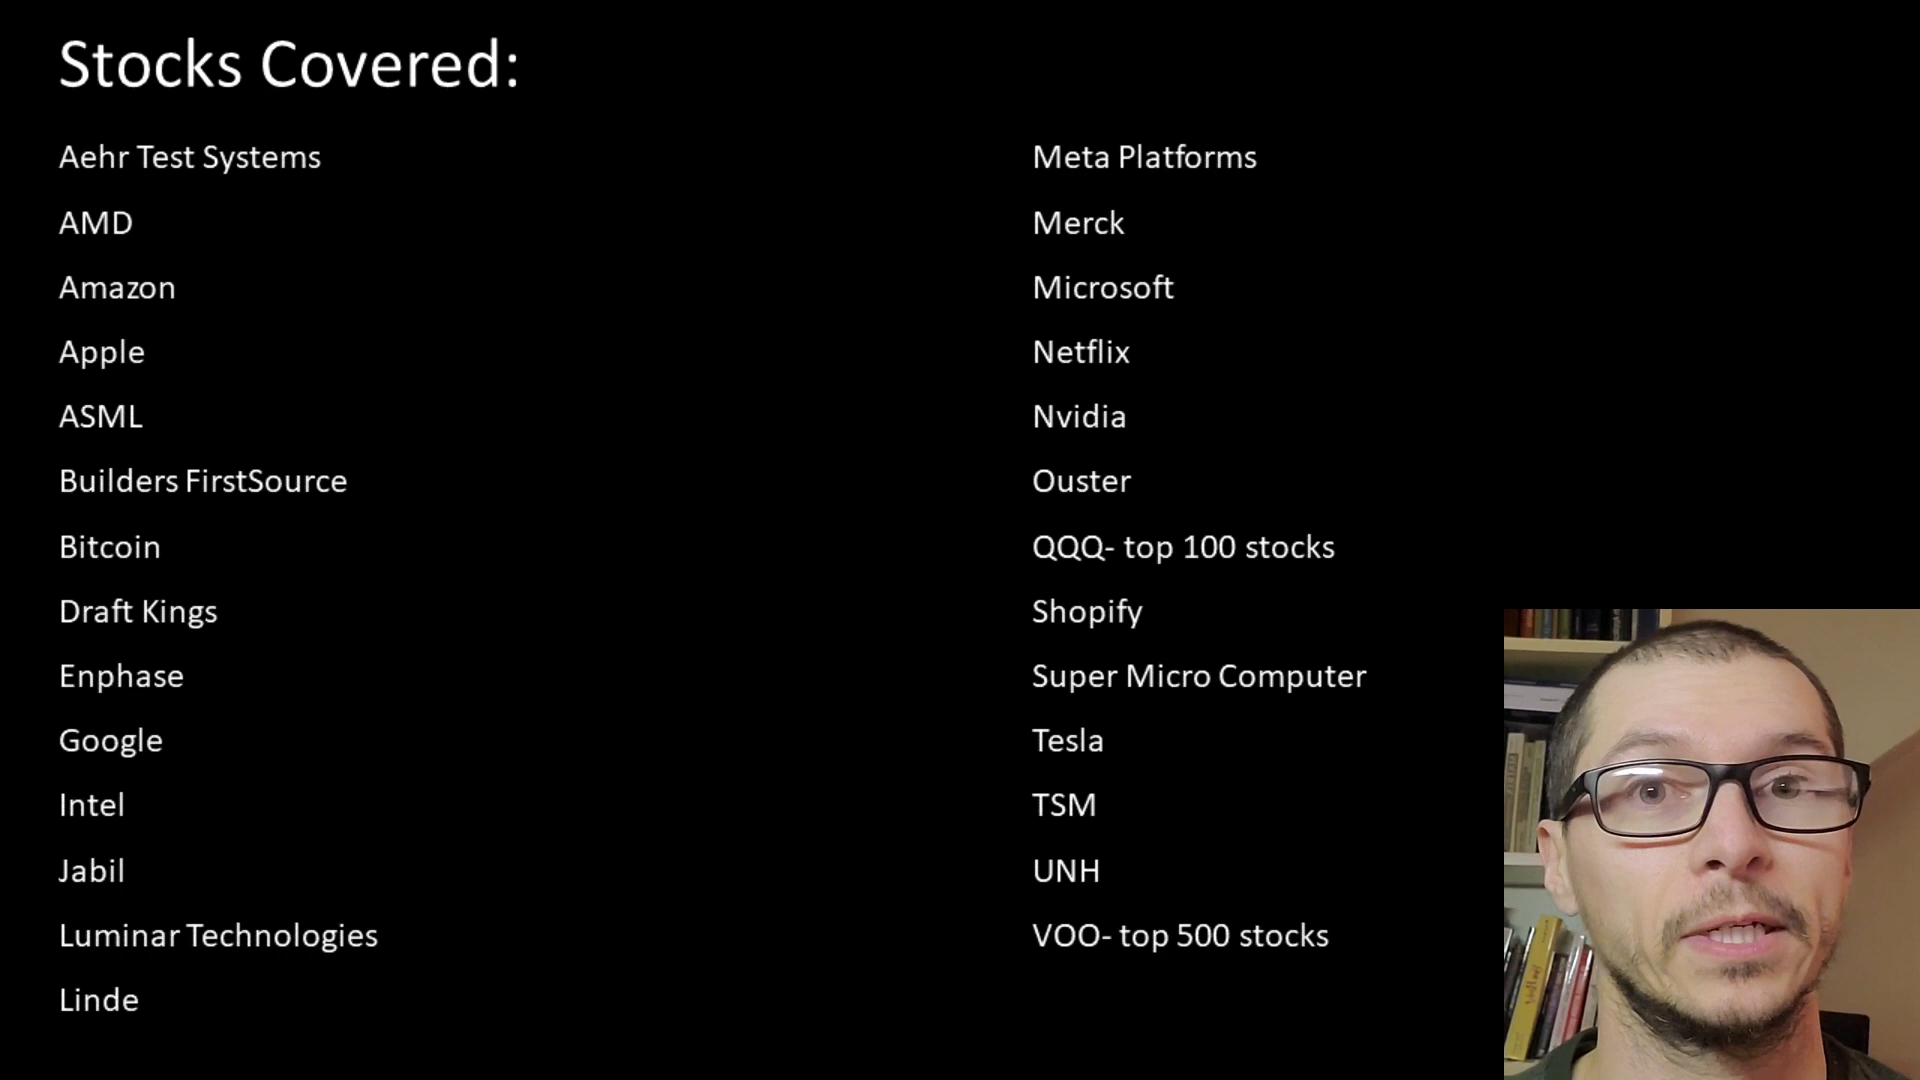 Stocks Covered:
Aehr Test Systems
AMD
Amazon
Apple
ASML
Builders FirstSource
Bitcoin
Draft Kings
Enphase
Google
Intel
Jabil
Luminar Technologies
Linde
Meta Platforms
Merck
Microsoft
Netflix
Nvidia
Ouster
QQQ- top 100 stocks
Shopify
Super Micro Computer
Tesla
TSM
UNH
VOO- top 500 stocks